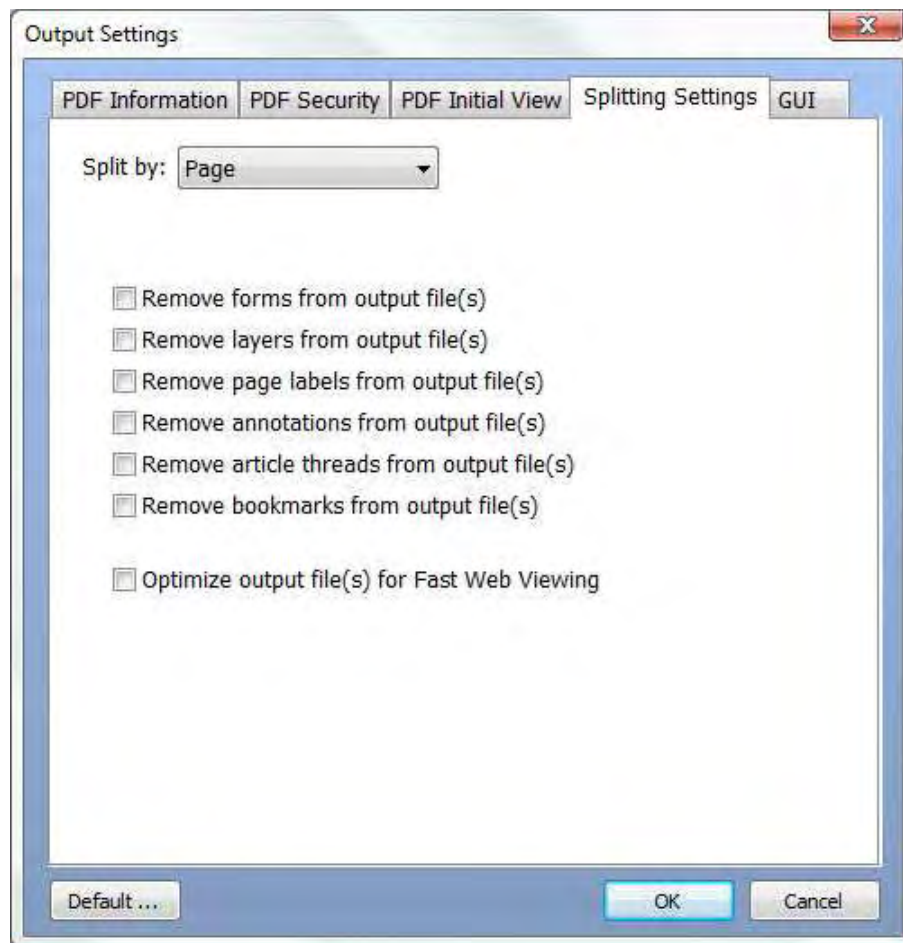 Output Settings
PDF Information PDF Security PDF Initial View Splitting Settings GUI
Split by: Page
Remove forms from output file(s)
Remove layers from output file(s)
Remove page labels from output file(s)
Remove annotations from output file(s)
Remove article threads from output file(s)
Remove bookmarks from output file(s)
Optimize output file(s) for Fast Web Viewing
Default ... OK Cancel